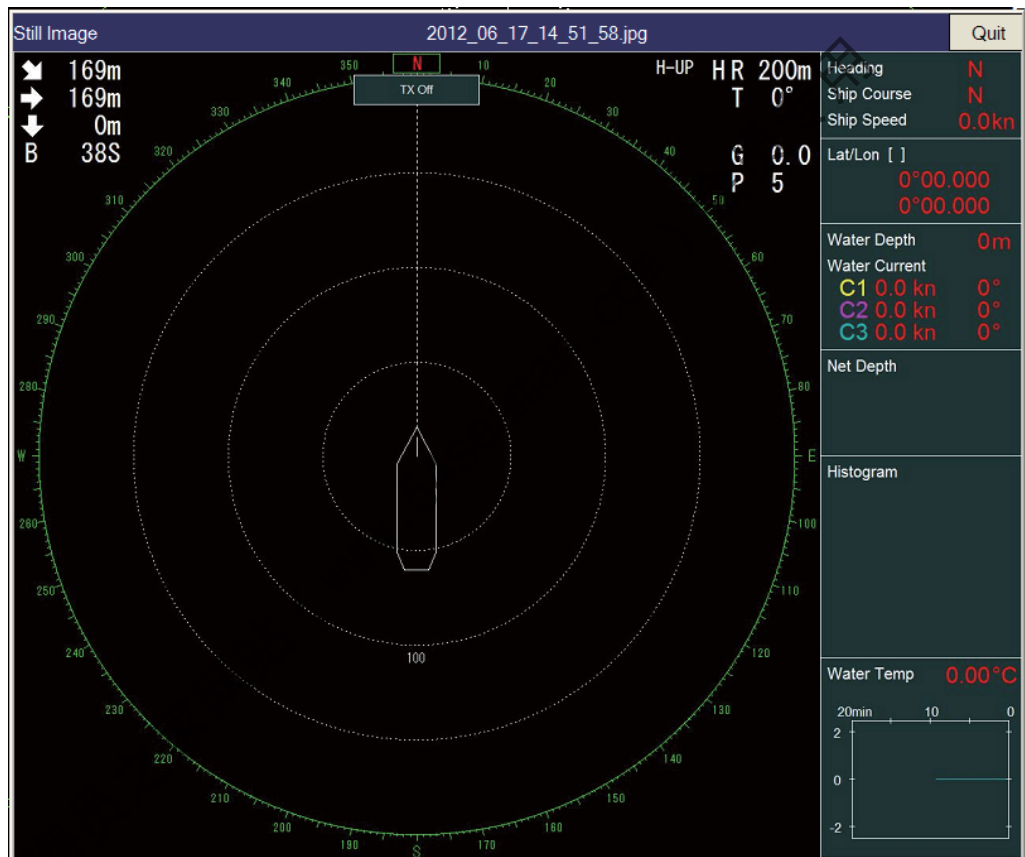 Still Image
2012_06_17_14_51_58.jpg
Quit
169m
169m
0m
B 38S
H-UP
HR 200m
T 0°
G 0.0
P 5
N
TX Off
10
20
30
40
50
60
70
80
E
100
110
120
130
140
150
160
170
S
190
200
210
220
230
240
250
260
W
280
290
300
310
320
330
340
350
100
Heading N
Ship Course N
Ship Speed 0.0kn
Lat/Lon [ ]
0°00.000
0°00.000
Water Depth 0m
Water Current
C1 0.0 kn 0°
C2 0.0 kn 0°
C3 0.0 kn 0°
Net Depth
Histogram
Water Temp 0.00°C
20min 10 0
2
0
-2